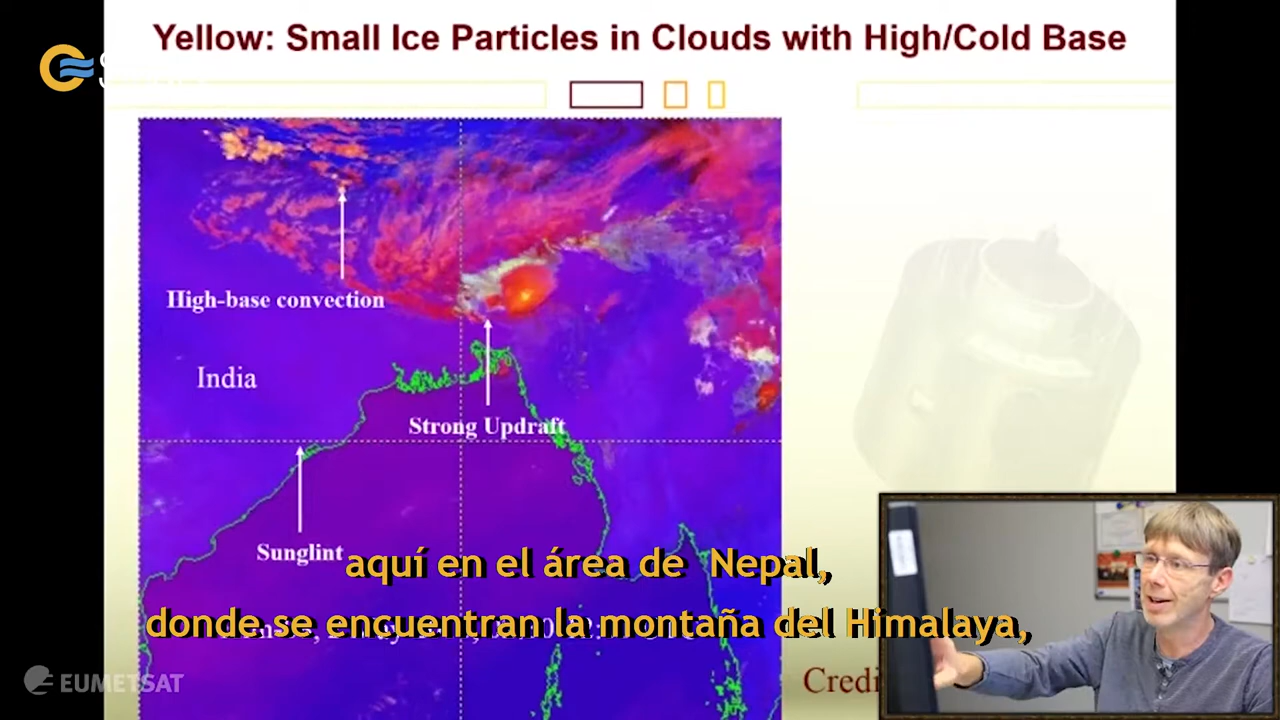 Yellow: Small Ice Particles in Clouds with High/Cold Base
High-base convection
India
Strong Updraft
Sunglint
aquí en el área de Nepal,
donde se encuentran la montaña del Himalaya,
EUMETSAT